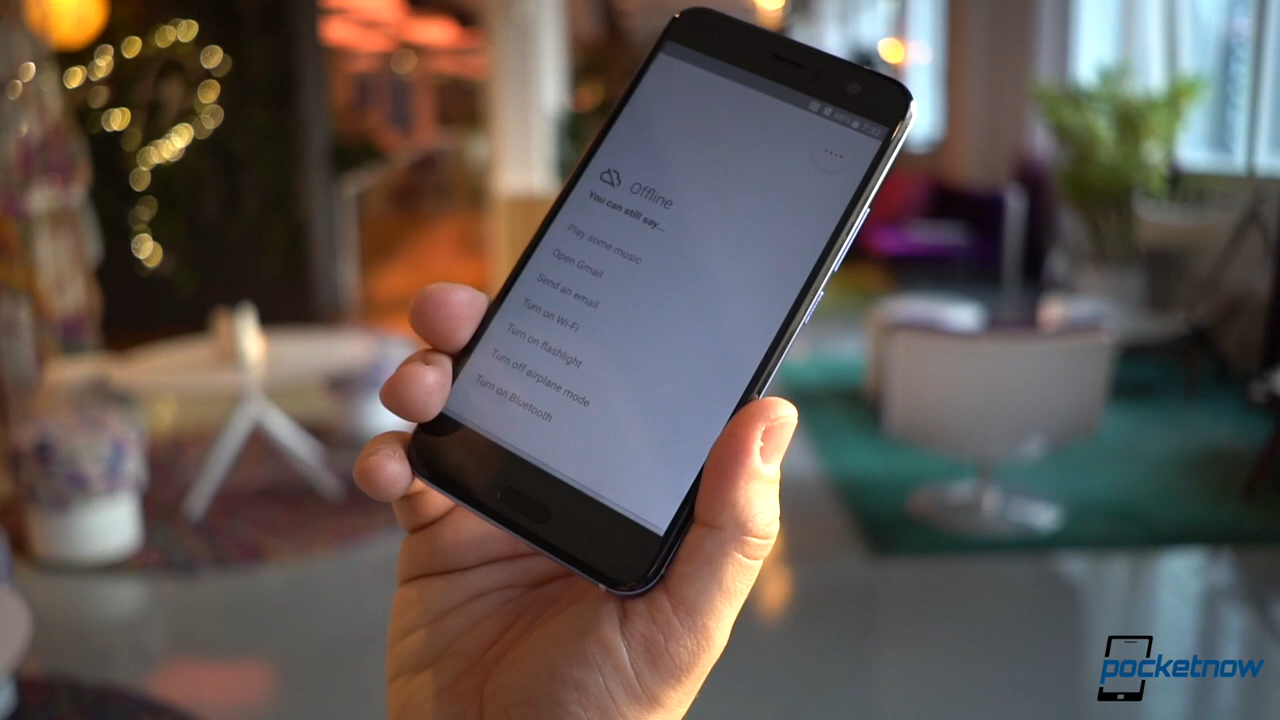 Offline
You can still say...
Play some music
Open Gmail
Send an email
Turn on Wi-Fi
Turn on flashlight
Turn off airplane mode
Turn on Bluetooth
pocketnow